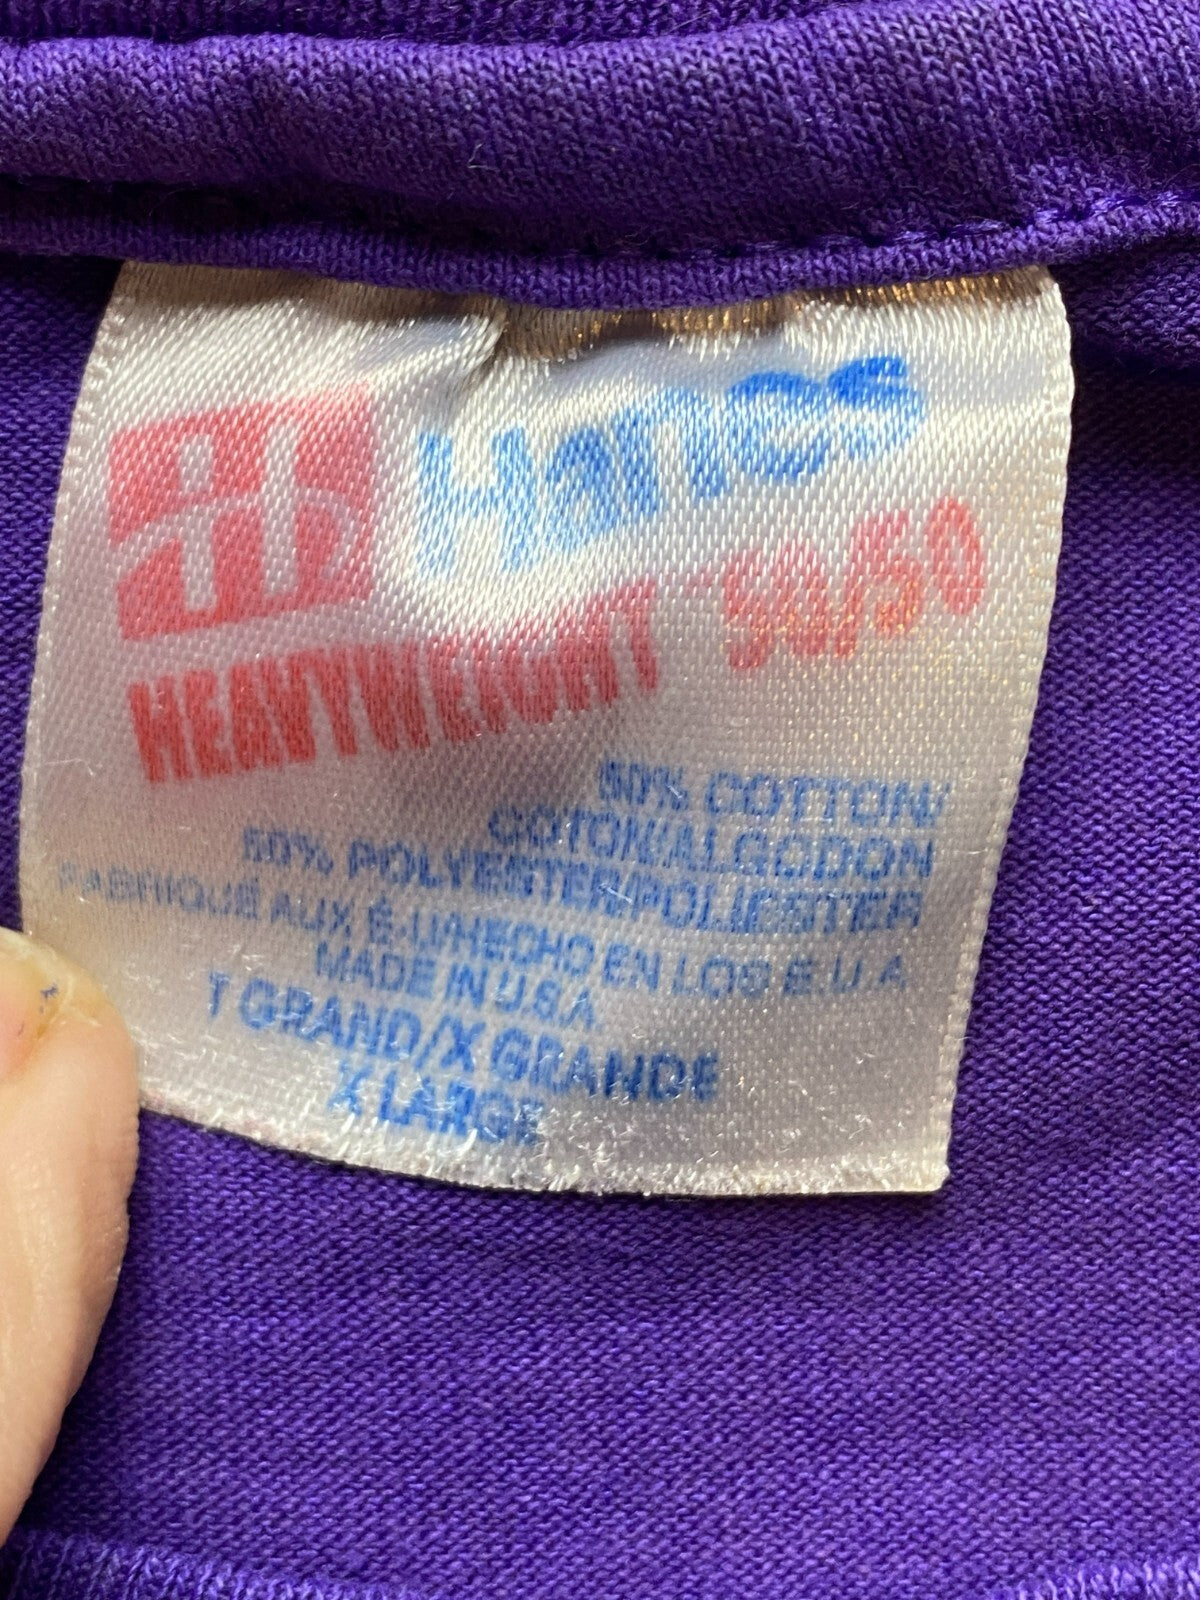 Hanes
HEAVYWEIGHT 50/50
50% COTTON/
COTON/ALGODON
50% POLYESTER/POLIESTER
FABRIQUÉ AUX É.U/HECHO EN LOS E.U.A.
MADE IN U.S.A.
T GRAND/X GRANDE
X LARGE